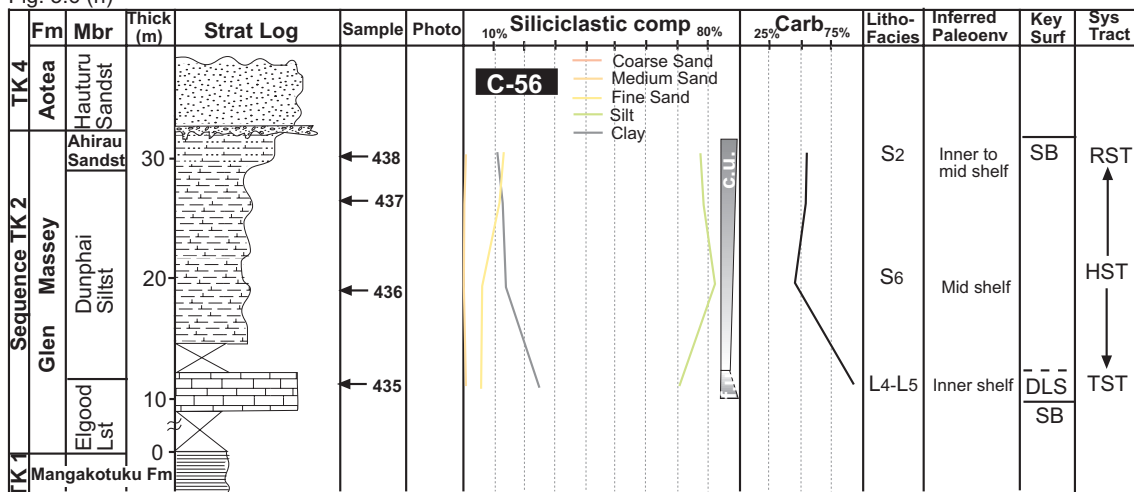 Fm Mbr Thick (m) Strat Log Sample Photo Siliciclastic comp Carb Litho-Facies Inferred Paleoenv Key Surf Sys Tract
10% 80% 25% 75%
C-56
Coarse Sand
Medium Sand
Fine Sand
Silt
Clay
TK 4
Aotea
Hauturu Sandst
Sequence TK 2
Glen Massey
Ahirau Sandst
30
438
c.u.
S2
Inner to mid shelf
SB
RST
437
Dunphai Siltst
20
436
S6
Mid shelf
HST
435
L4-L5
Inner shelf
DLS
TST
10
SB
Elgood Lst
0
TK 1
Mangakotuku Fm